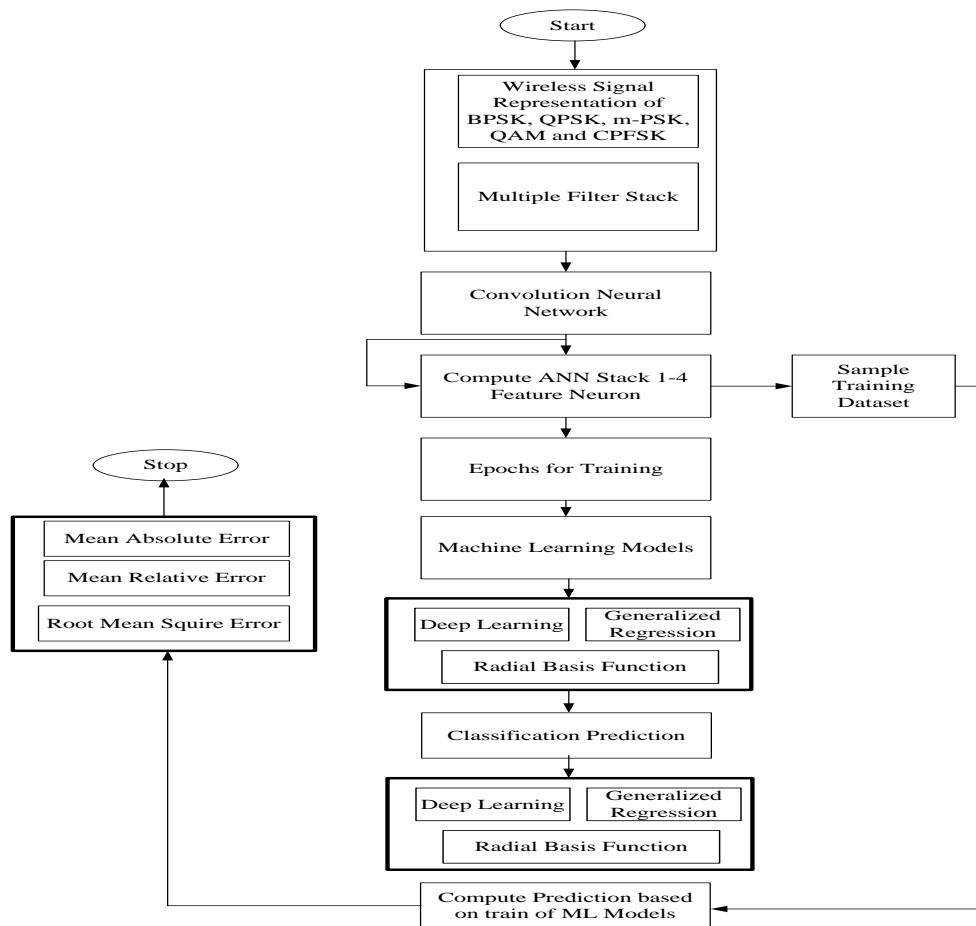 Start
Wireless Signal
Representation of
BPSK, QPSK, m-PSK,
QAM and CPFSK
Multiple Filter Stack
Convolution Neural
Network
Compute ANN Stack 1-4
Feature Neuron
Sample
Training
Dataset
Epochs for Training
Machine Learning Models
Deep Learning
Generalized
Regression
Radial Basis Function
Classification Prediction
Deep Learning
Generalized
Regression
Radial Basis Function
Compute Prediction based
on train of ML Models
Mean Absolute Error
Mean Relative Error
Root Mean Squire Error
Stop